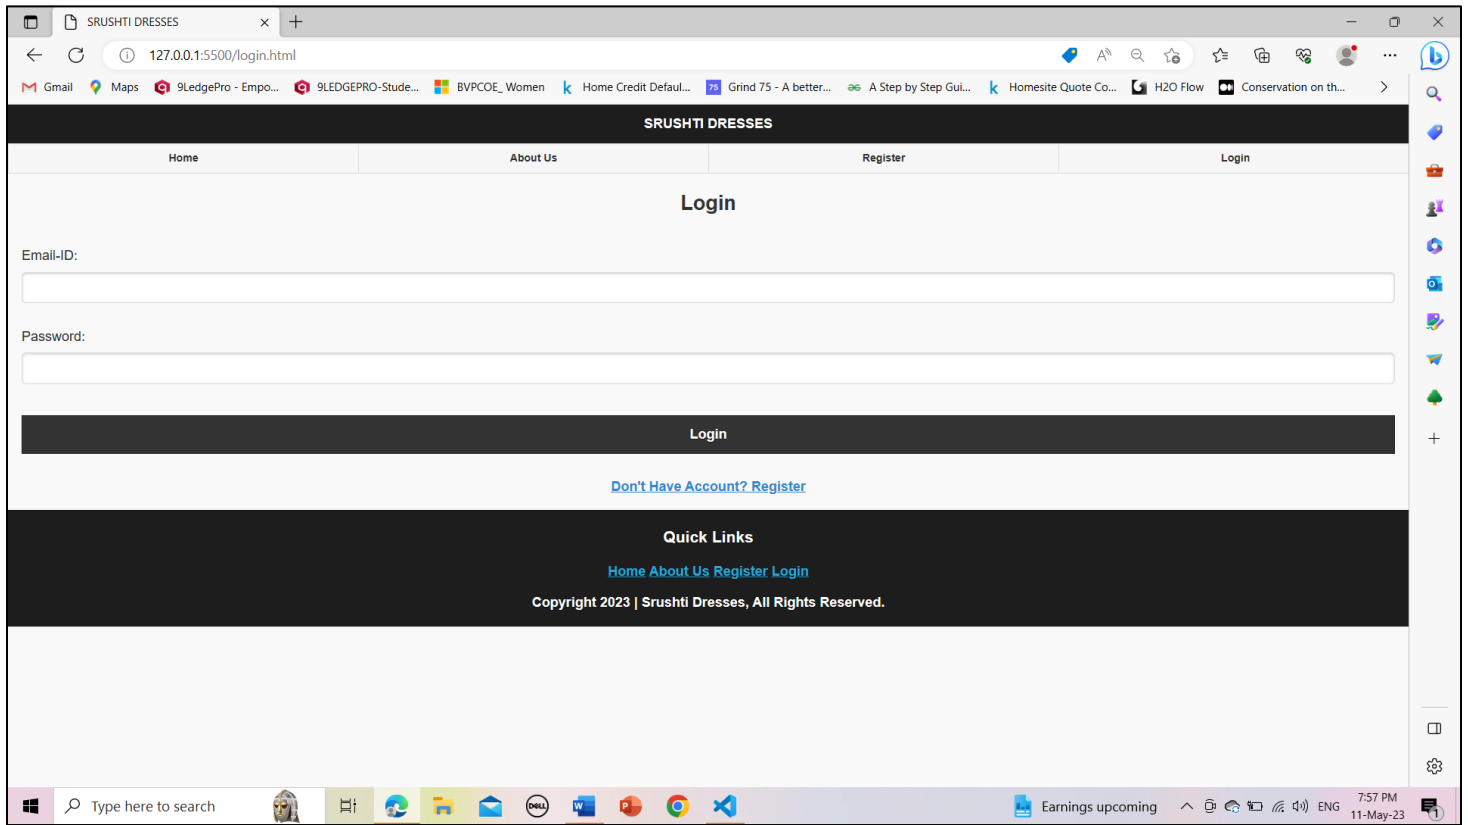 SRUSHTI DRESSES
127.0.0.1:5500/login.html
Gmail Maps 9LedgePro - Empo... 9LEDGEPRO-Stude... BVPCOE_ Women Home Credit Defaul... 75 Grind 75 - A better... A Step by Step Gui... Homesite Quote Co... H2O Flow Conservation on th...
SRUSHTI DRESSES
Home About Us Register Login
Login
Email-ID:
Password:
Login
Don't Have Account? Register
Quick Links
Home About Us Register Login
Copyright 2023 | Srushti Dresses, All Rights Reserved.
Type here to search DELL Earnings upcoming ENG 7:57 PM
11-May-23 1